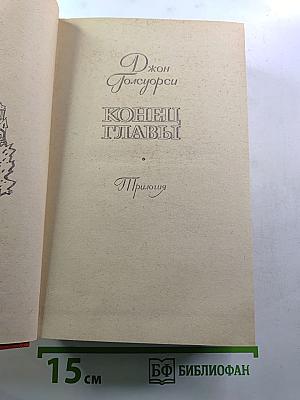 Джон
Голсуорси
КОНЕЦ
ГЛАВЫ
Трилогия
15 см
БФ БИБЛИОФАН